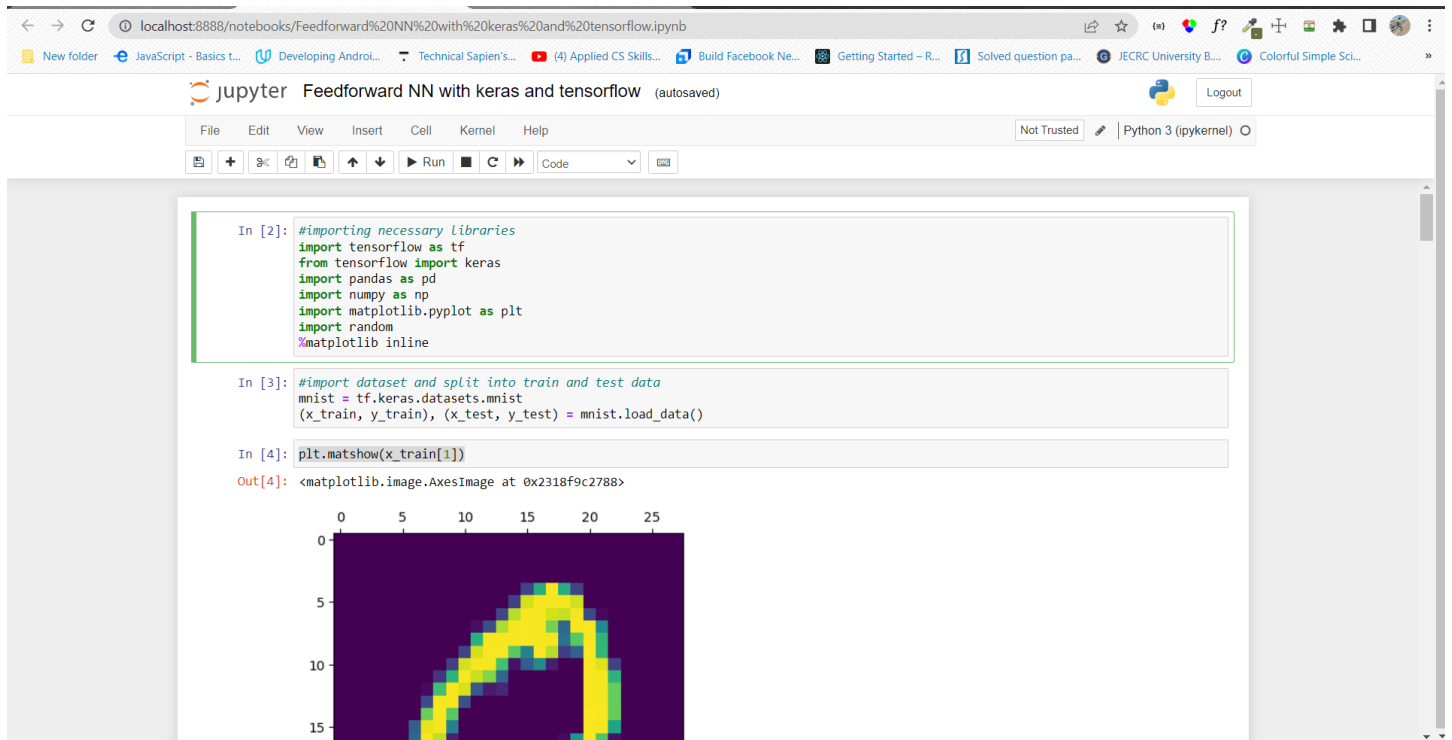 localhost:8888/notebooks/Feedforward%20NN%20with%20keras%20and%20tensorflow.ipynb
f?
New folder
JavaScript - Basics t...
Developing Androi...
Technical Sapien's...
(4) Applied CS Skills...
Build Facebook Ne...
Getting Started – R...
Solved question pa...
JECRC University B....
Colorful Simple Sci...
»
jupyter Feedforward NN with keras and tensorflow (autosaved)
Logout
File Edit View Insert Cell Kernel Help
Not Trusted
Python 3 (ipykernel)
Run
Code
In [2]: #importing necessary libraries
import tensorflow as tf
from tensorflow import keras
import pandas as pd
import numpy as np
import matplotlib.pyplot as plt
import random
%matplotlib inline
In [3]: #import dataset and split into train and test data
mnist = tf.keras.datasets.mnist
(x_train, y_train), (x_test, y_test) = mnist.load_data()
In [4]: plt.matshow(x_train[1])
Out[4]: <matplotlib.image.AxesImage at 0x2318f9c2788>
0 5 10 15 20 25
0
5
10
15